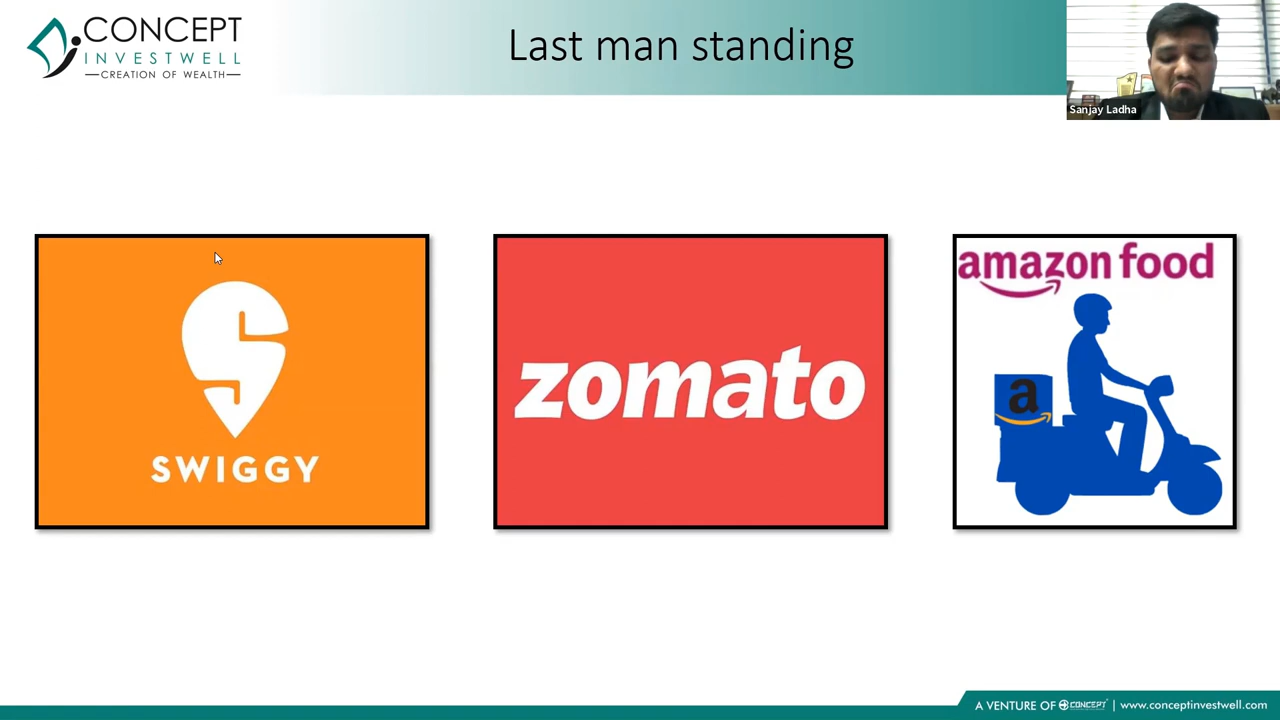 CONCEPT
INVESTWELL
CREATION OF WEALTH
Last man standing
Sanjay Ladha
SWIGGY
zomato
amazon food
a
A VENTURE OF CONCEPT | www.conceptinvestwell.com